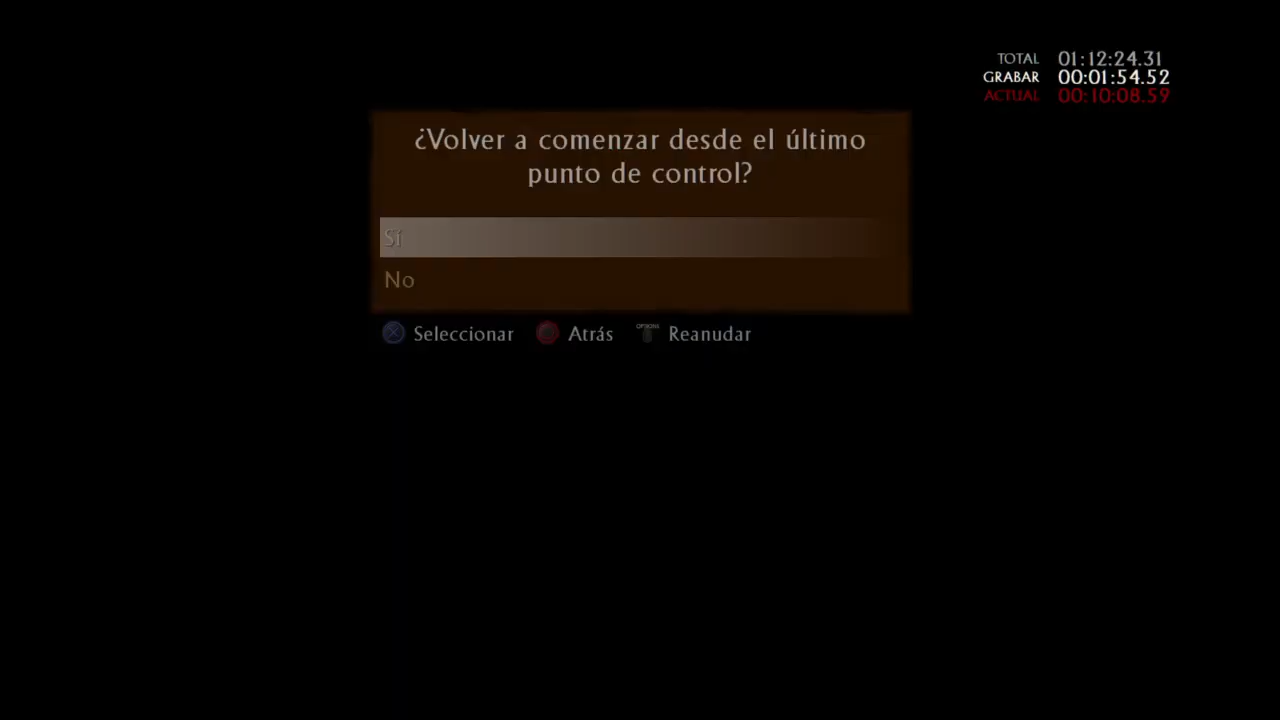 TOTAL 01:12:24.31
GRABAR 00:01:54.52
ACTUAL 00:10:08.59
¿Volver a comenzar desde el último
punto de control?
Sí
No
Seleccionar Atrás OPTIONS Reanudar